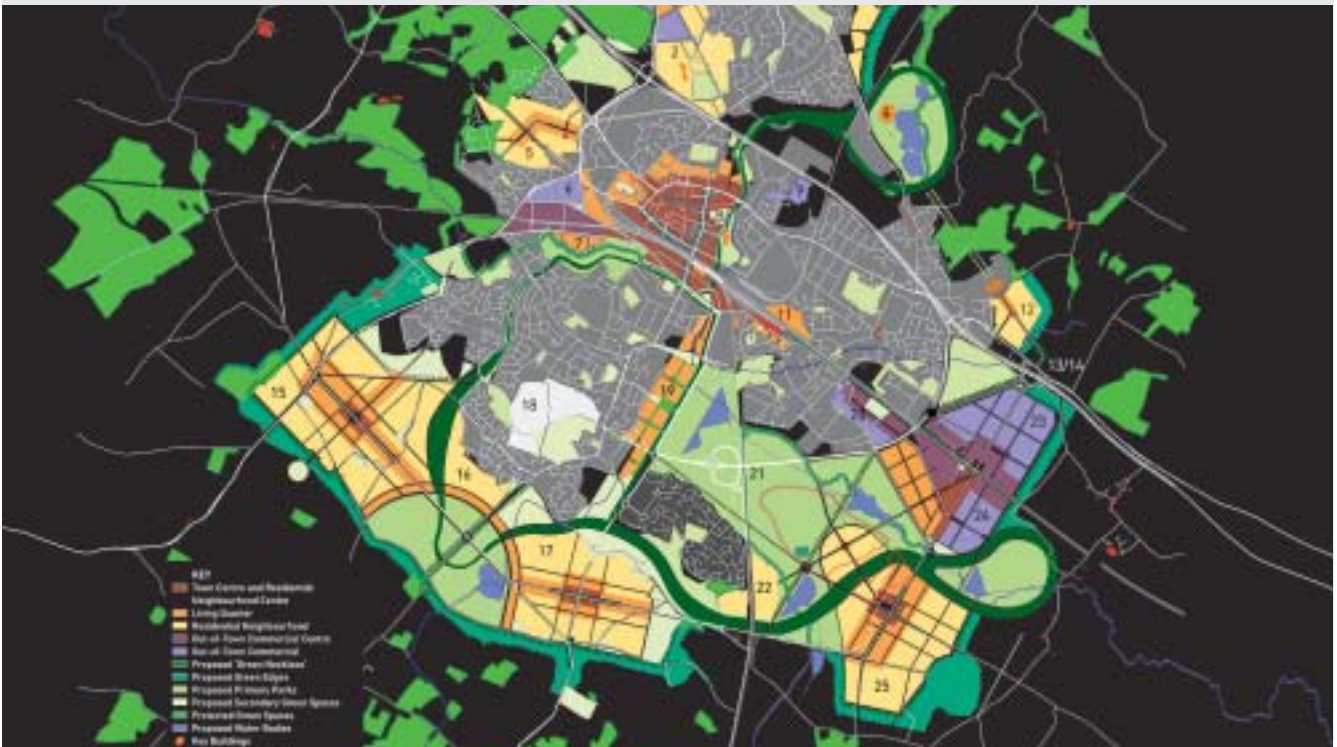 2
4
5
6
7
11
12
13/14
15
18
19
16
21
23
24
17
22
25
KEY
Town Centre and Residential
Neighbourhood Centre
Living Quarter
Residential Neighbourhood
Out-of-Town Commercial Centre
Out-of-Town Commercial
Proposed 'Green Necklace'
Proposed Green Edges
Proposed Primary Parks
Proposed Secondary Green Spaces
Protected Green Spaces
Proposed Water Bodies
Key Buildings